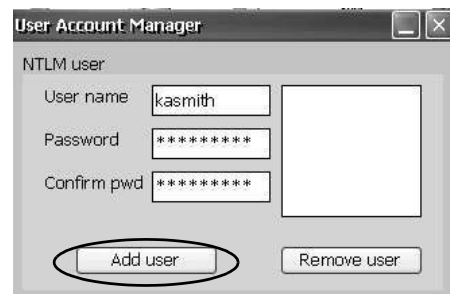 User Account Manager
NTLM user
User name kasmith
Password *********
Confirm pwd *********
Add user Remove user